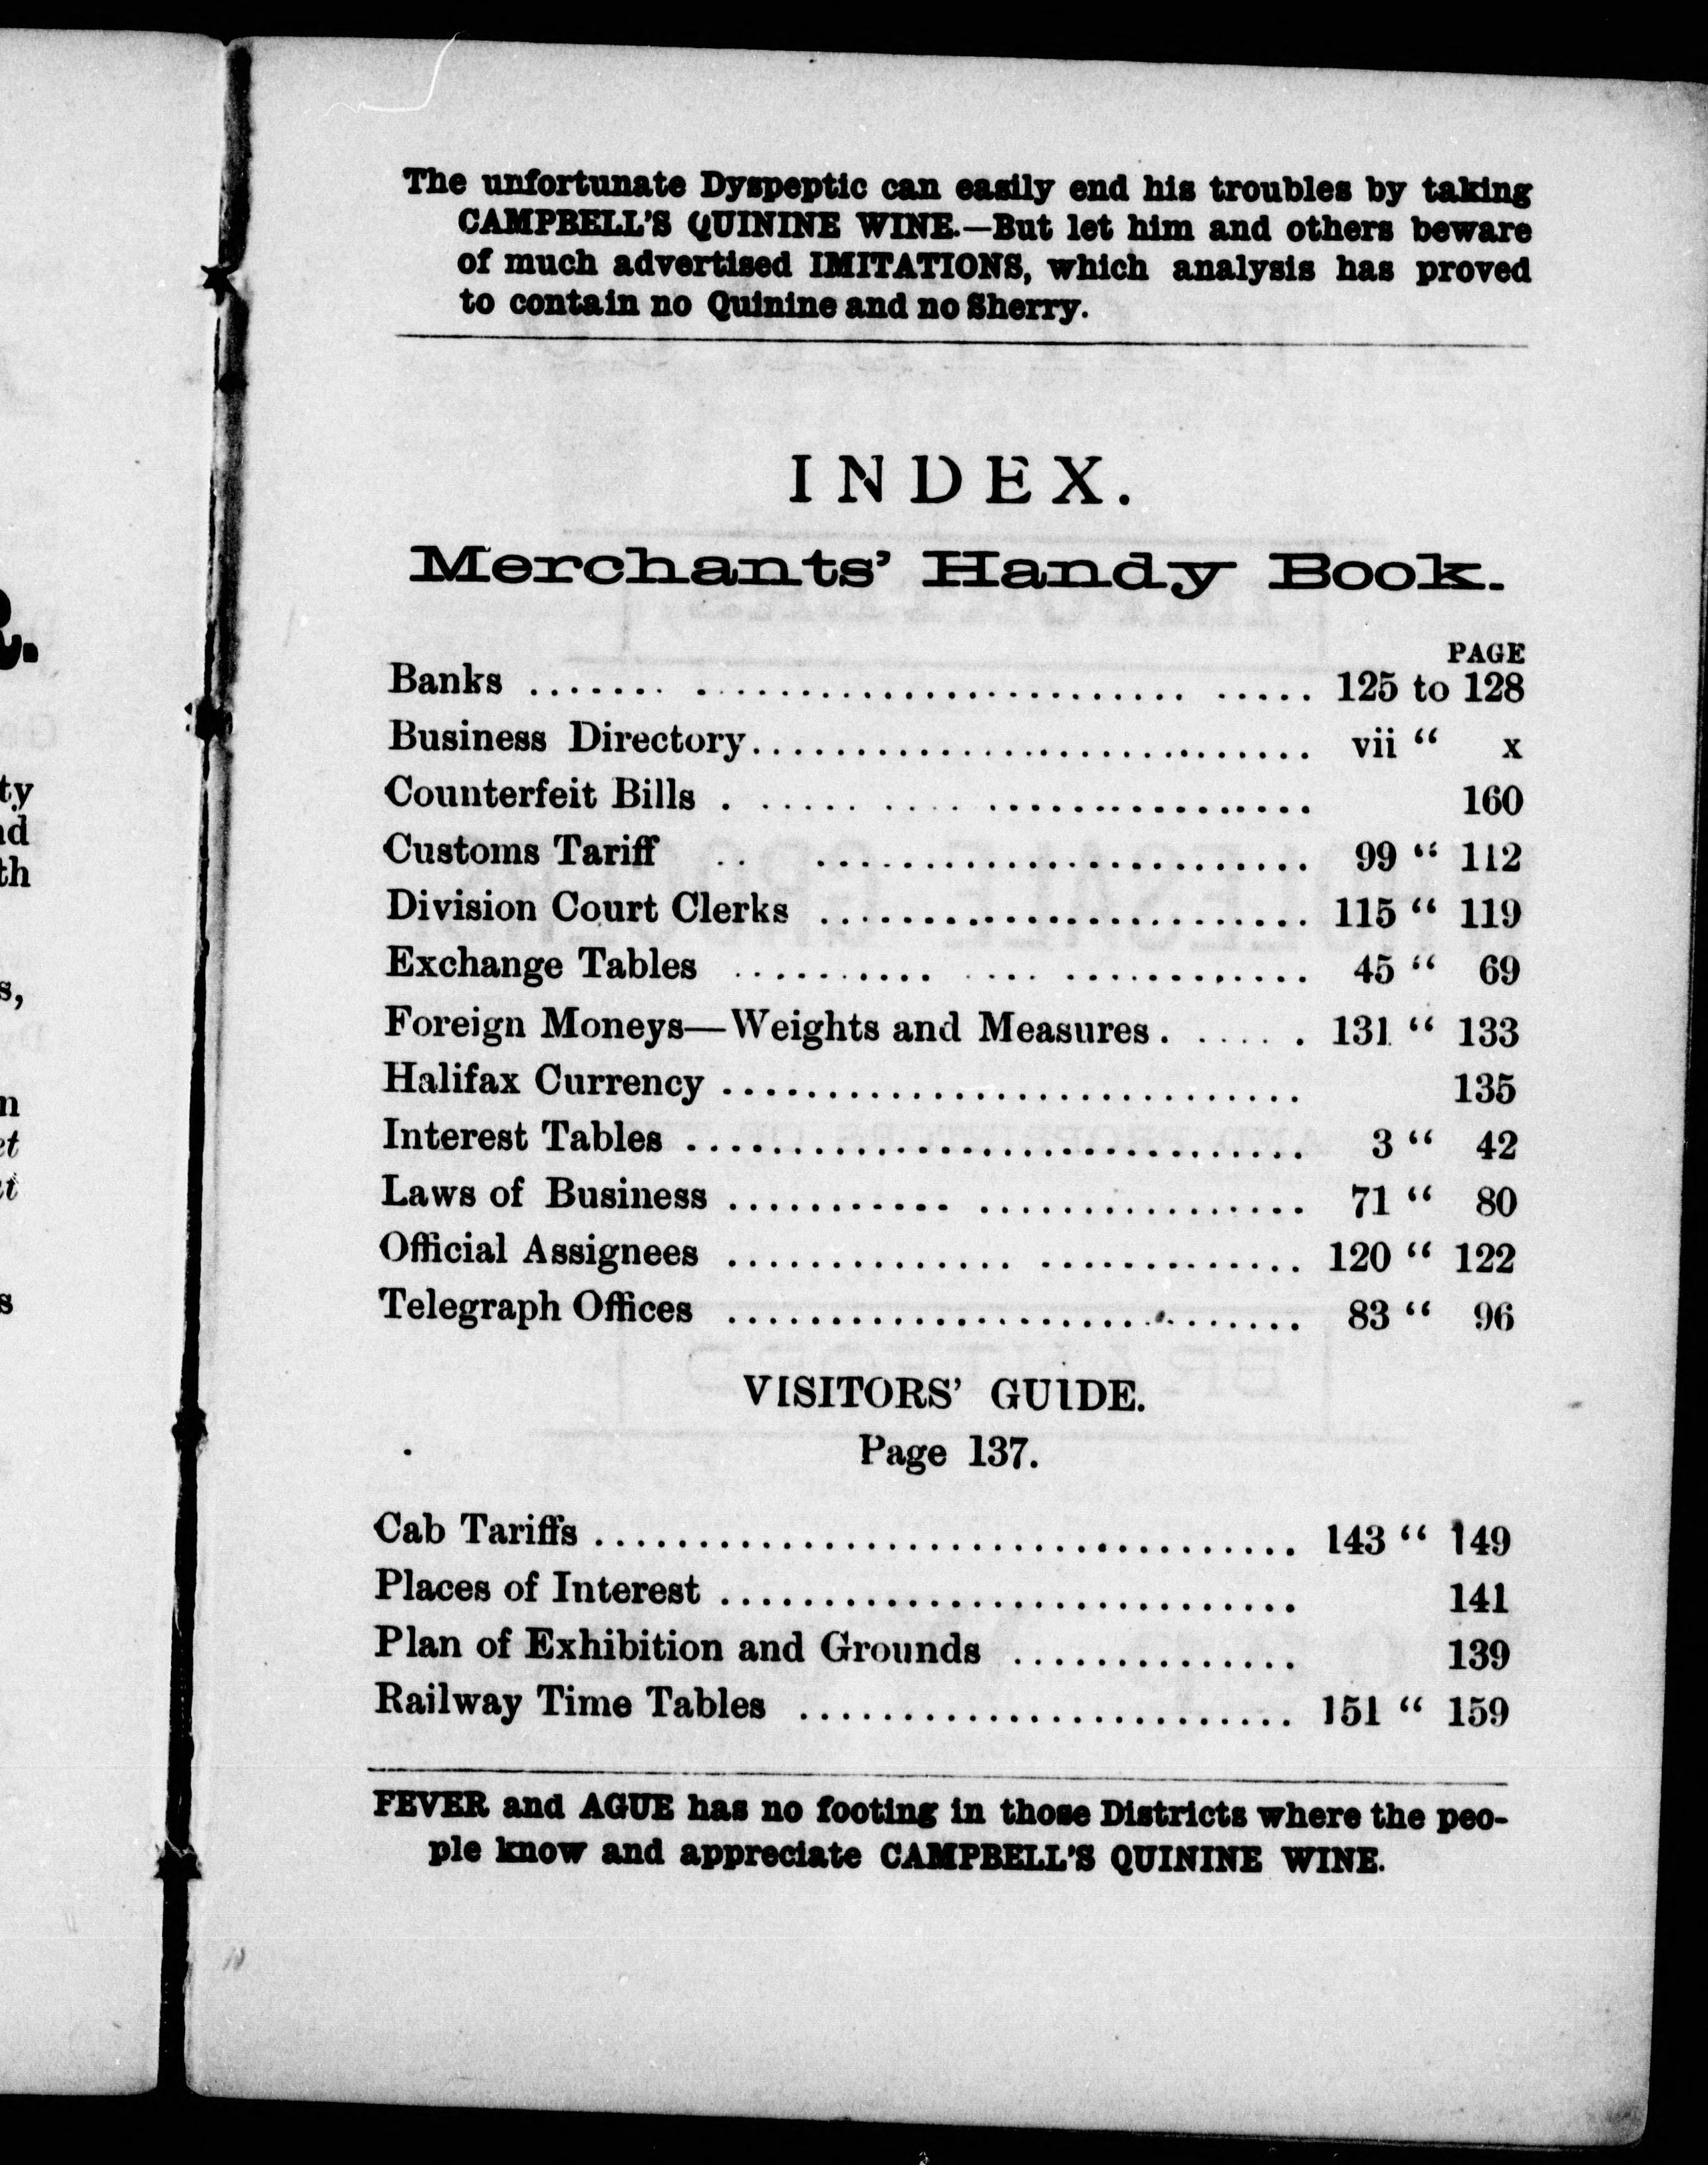 The unfortunate Dyspeptic can easily end his troubles by taking
CAMPBELL'S QUININE WINE.—But let him and others beware
of much advertised IMITATIONS, which analysis has proved
to contain no Quinine and no Sherry.
INDEX.
Merchants' Handy Book.
PAGE
Banks ....... ........................ ..... 125 to 128
Business Directory........................... vii “ x
Counterfeit Bills . ..... .... ................ 160
Customs Tariff .. ........................ 99 “ 112
Division Court Clerks ........................ 115 “ 119
Exchange Tables .......... .... ............ 45 “ 69
Foreign Moneys—Weights and Measures. ..... . 131 “ 133
Halifax Currency ............................ 135
Interest Tables .............................. 3 “ 42
Laws of Business ........... ................ 71 “ 80
Official Assignees .............. ............. 120 “ 122
Telegraph Offices ............................ 83 “ 96
VISITORS' GUIDE.
Page 137.
Cab Tariffs .................................. 143 “ 149
Places of Interest ............................ 141
Plan of Exhibition and Grounds .............. 139
Railway Time Tables ........................ 151 “ 159
FEVER and AGUE has no footing in those Districts where the peo-
ple know and appreciate CAMPBELL'S QUININE WINE.